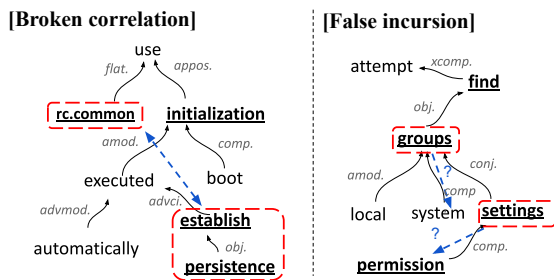 [Broken correlation]
use
flat.
appos.
rc.common
initialization
amod.
comp.
executed
boot
advmod.
advcl.
establish
automatically
obj.
persistence
[False incursion]
attempt
xcomp.
find
obj.
groups
amod.
?
comp
conj.
local
system
settings
?
permission
comp.